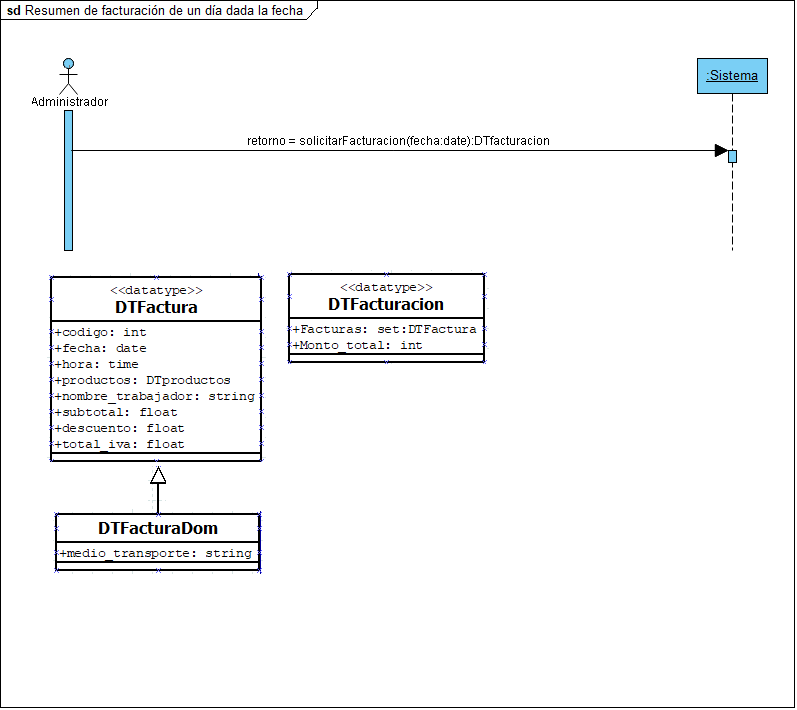 sd Resumen de facturación de un día dada la fecha
Administrador
:Sistema
retorno = solicitarFacturacion(fecha:date):DTfacturacion
<<datatype>>
DTFactura
+codigo: int
+fecha: date
+hora: time
+productos: DTproductos
+nombre_trabajador: string
+subtotal: float
+descuento: float
+total_iva: float
<<datatype>>
DTFacturacion
+Facturas: set:DTFactura
+Monto_total: int
DTFacturaDom
+medio_transporte: string